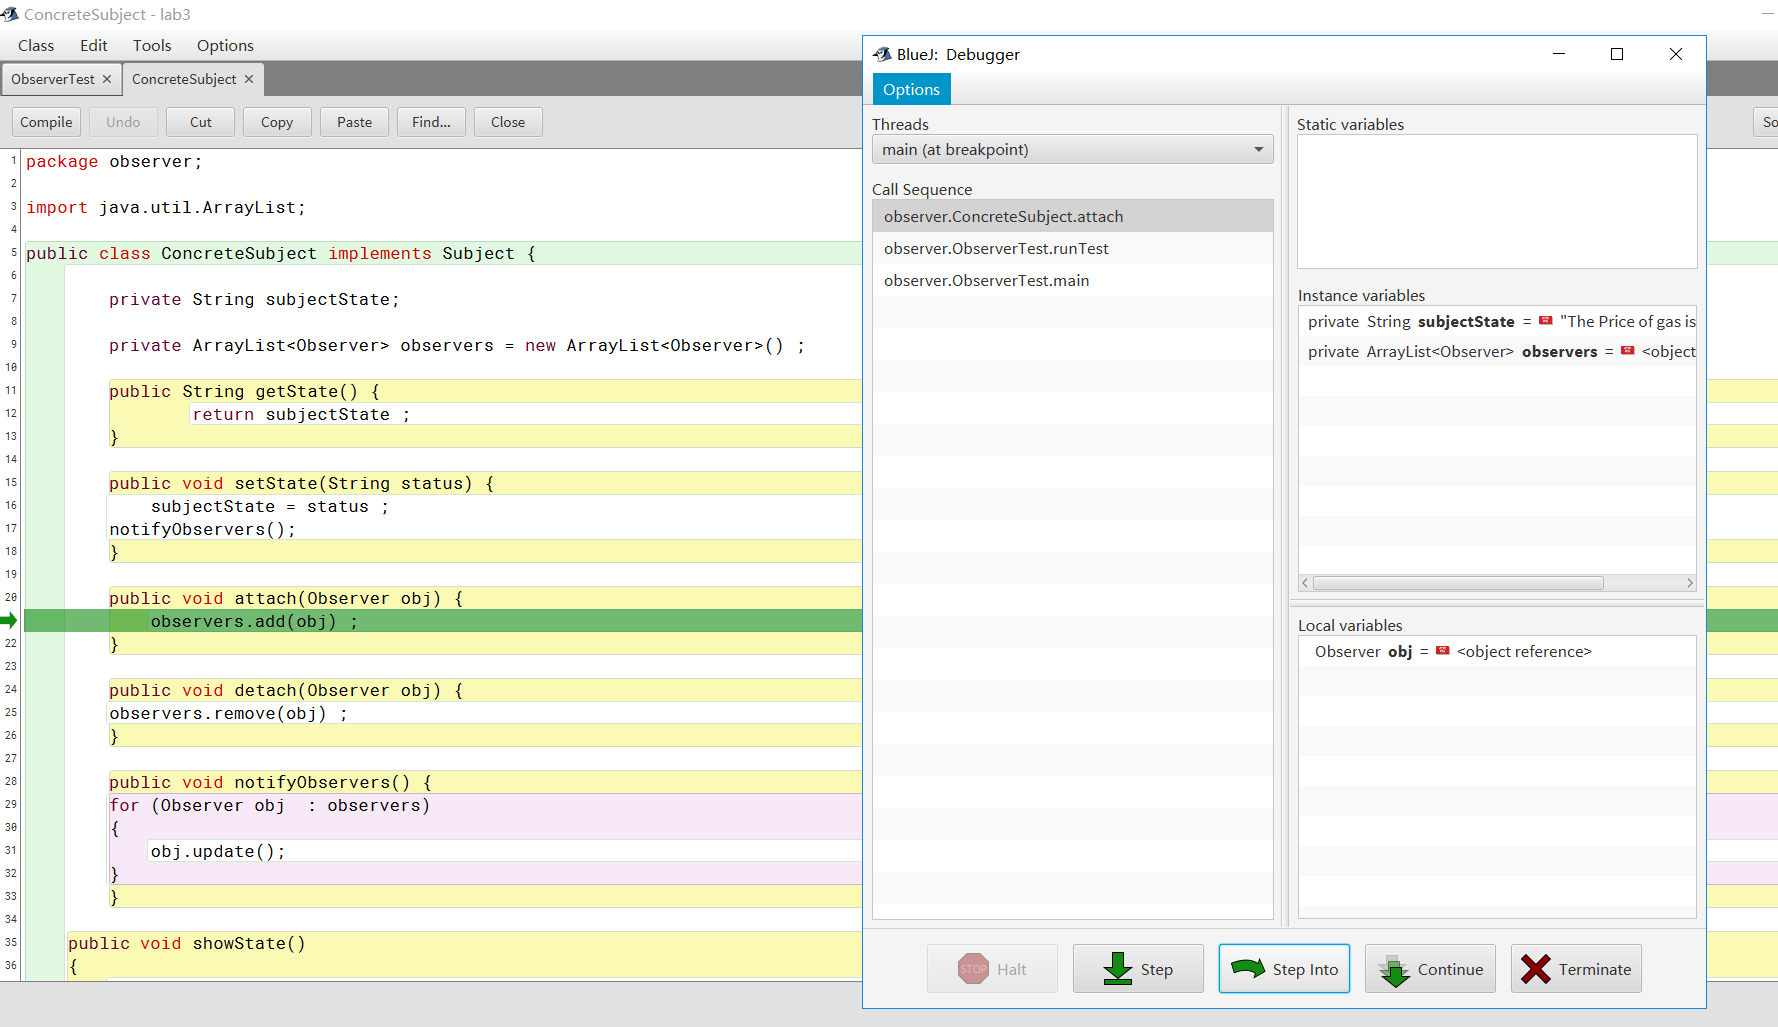 ConcreteSubject - lab3
Class Edit Tools Options
ObserverTest ✕ ConcreteSubject ✕
Compile Undo Cut Copy Paste Find... Close So
1 package observer;
2
3 import java.util.ArrayList;
4
5 public class ConcreteSubject implements Subject {
6
7 private String subjectState;
8
9 private ArrayList<Observer> observers = new ArrayList<Observer>() ;
10
11 public String getState() {
12 return subjectState ;
13 }
14
15 public void setState(String status) {
16 subjectState = status ;
17 notifyObservers();
18 }
19
20 public void attach(Observer obj) {
observers.add(obj) ;
22 }
23
24 public void detach(Observer obj) {
25 observers.remove(obj) ;
26 }
27
28 public void notifyObservers() {
29 for (Observer obj  : observers)
30 {
31 obj.update();
32 }
33 }
34
35 public void showState()
36 {
BlueJ: Debugger
Options
Threads
main (at breakpoint)
Call Sequence
observer.ConcreteSubject.attach
observer.ObserverTest.runTest
observer.ObserverTest.main
Static variables
Instance variables
private String subjectState = "The Price of gas is
private ArrayList<Observer> observers = <object
Local variables
Observer obj = <object reference>
STOP Halt Step Step Into Continue Terminate